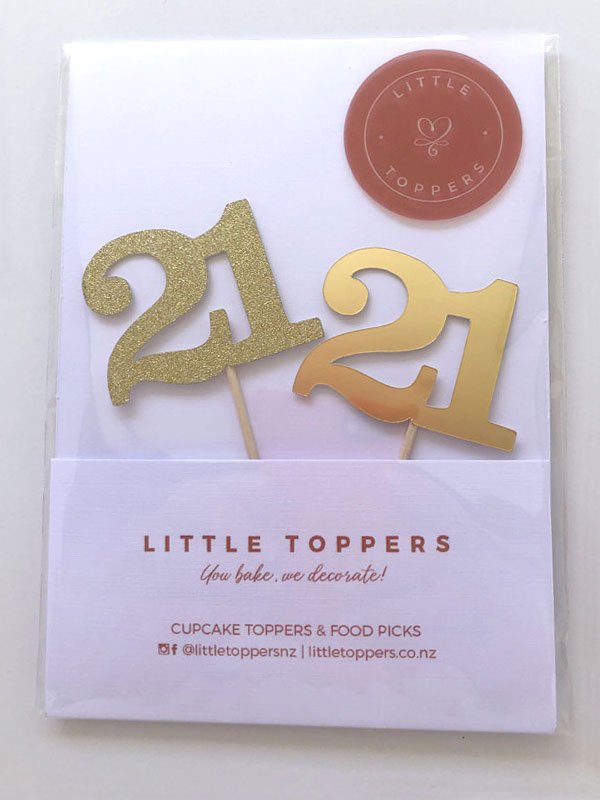 LITTLE
TOPPERS
21
21
LITTLE TOPPERS
You bake, we decorate!
CUPCAKE TOPPERS & FOOD PICKS
@littletoppersnz | littletoppers.co.nz